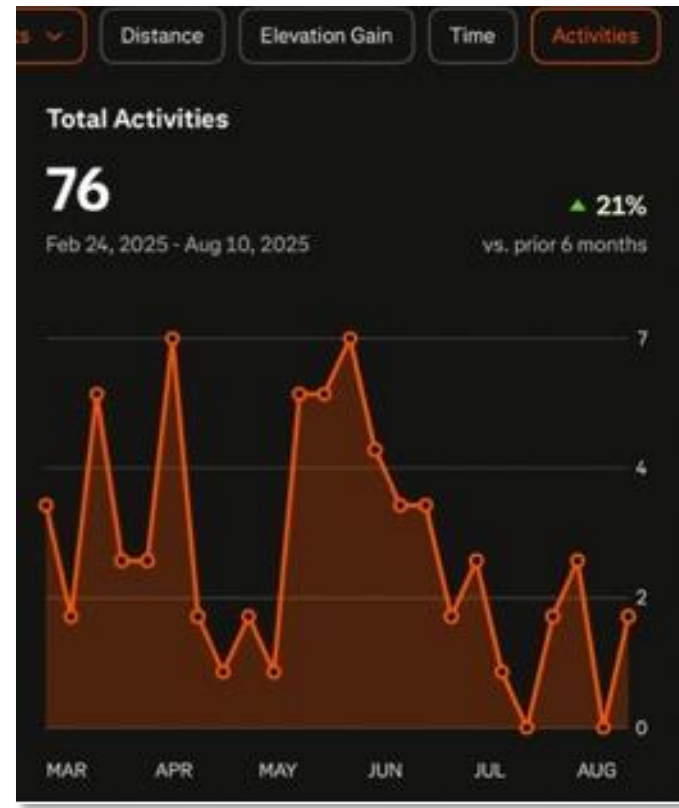 Distance Elevation Gain Time Activities
Total Activities
76
21%
Feb 24, 2025 - Aug 10, 2025 vs. prior 6 months
7
4
2
0
MAR APR MAY JUN JUL AUG